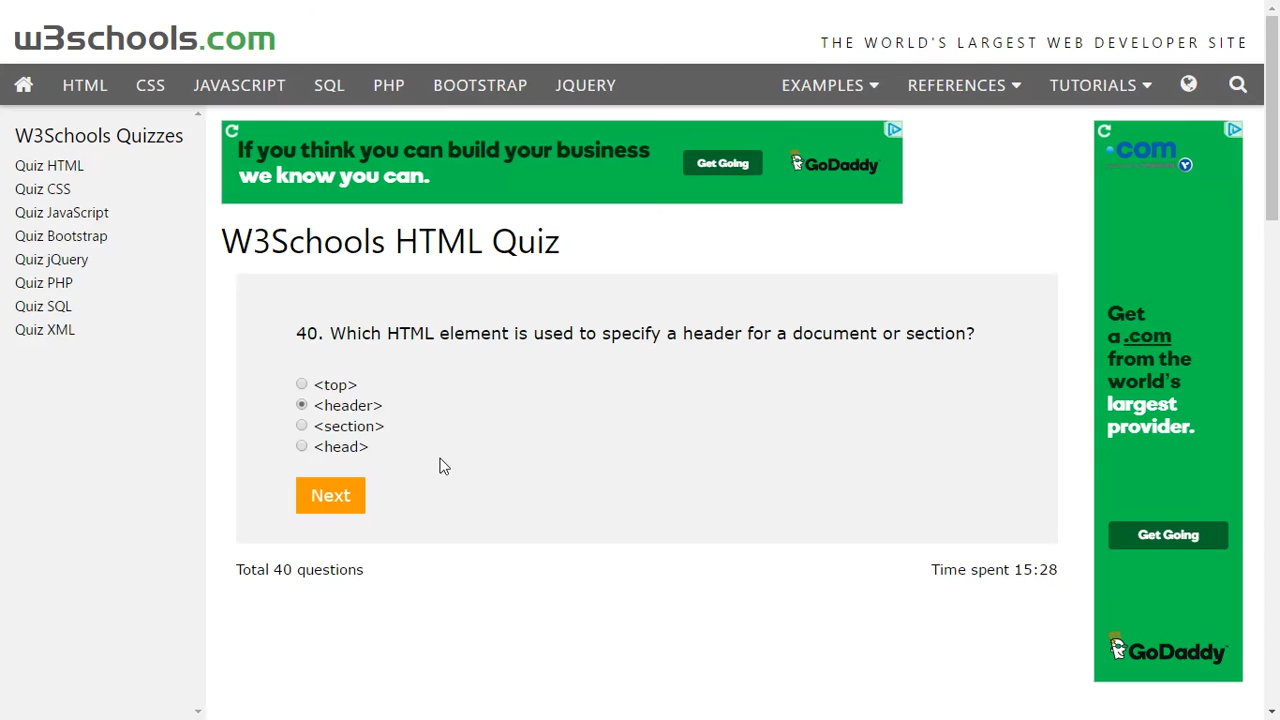 w3schools.com
THE WORLD'S LARGEST WEB DEVELOPER SITE
HTML CSS JAVASCRIPT SQL PHP BOOTSTRAP JQUERY EXAMPLES REFERENCES TUTORIALS
W3Schools Quizzes
Quiz HTML
Quiz CSS
Quiz JavaScript
Quiz Bootstrap
Quiz jQuery
Quiz PHP
Quiz SQL
Quiz XML
If you think you can build your business
we know you can.
Get Going
GoDaddy
W3Schools HTML Quiz
40. Which HTML element is used to specify a header for a document or section?
<top>
<header>
<section>
<head>
Next
Total 40 questions
Time spent 15:28
.com
Get
a .com
from the
world's
largest
provider.
Get Going
GoDaddy